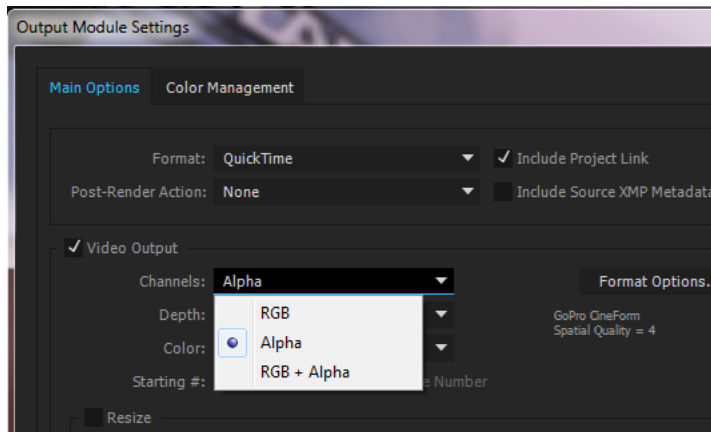 Output Module Settings
Main Options Color Management
Format: QuickTime Include Project Link
Post-Render Action: None Include Source XMP Metadata
Video Output
Channels: Alpha Format Options.
Depth: RGB GoPro CineForm
Spatial Quality = 4
Color: Alpha
RGB + Alpha
Starting #: e Number
Resize